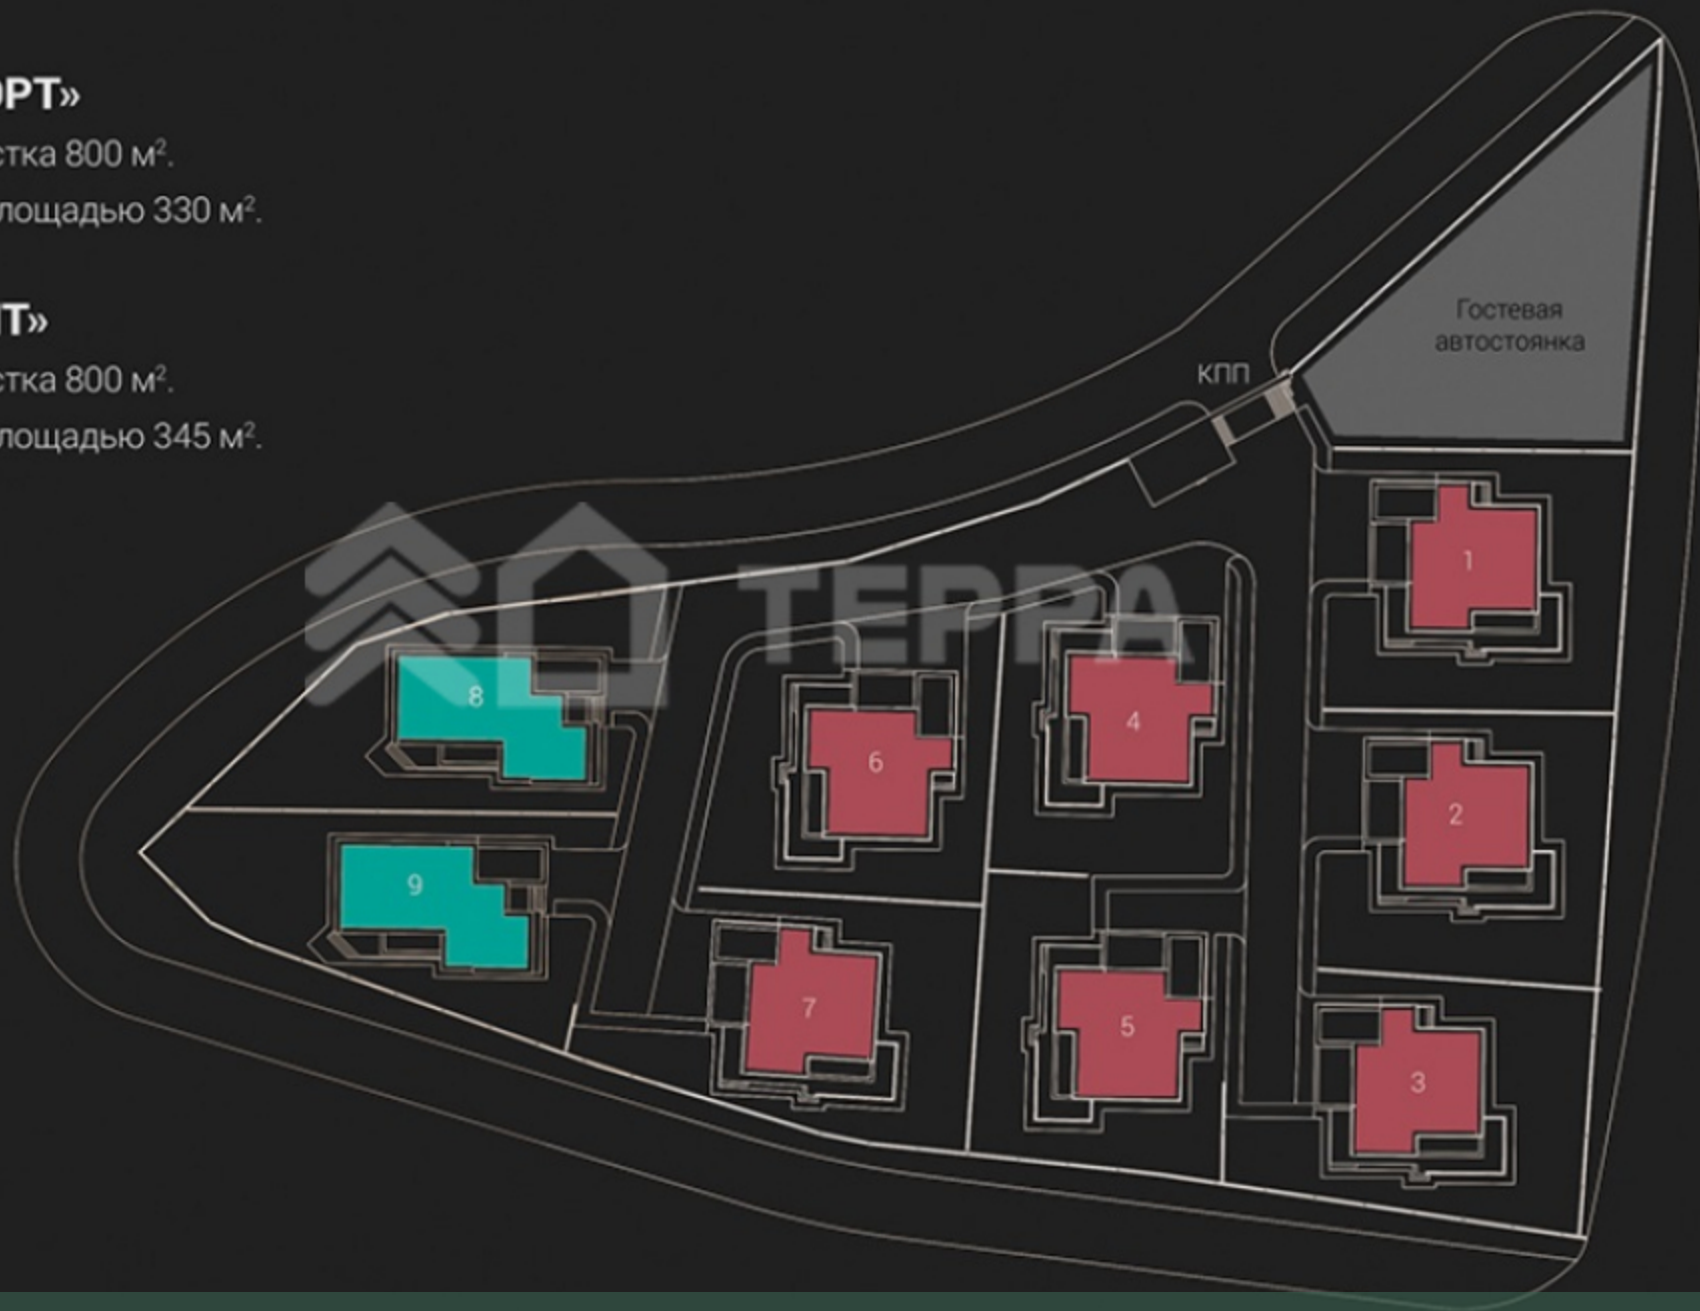 ОРТ»
стка 800 м².
лощадью 330 м².
НТ»
стка 800 м².
лощадью 345 м².
Гостевая
автостоянка
КПП
ТЕРРА
1
2
3
4
5
6
7
8
9